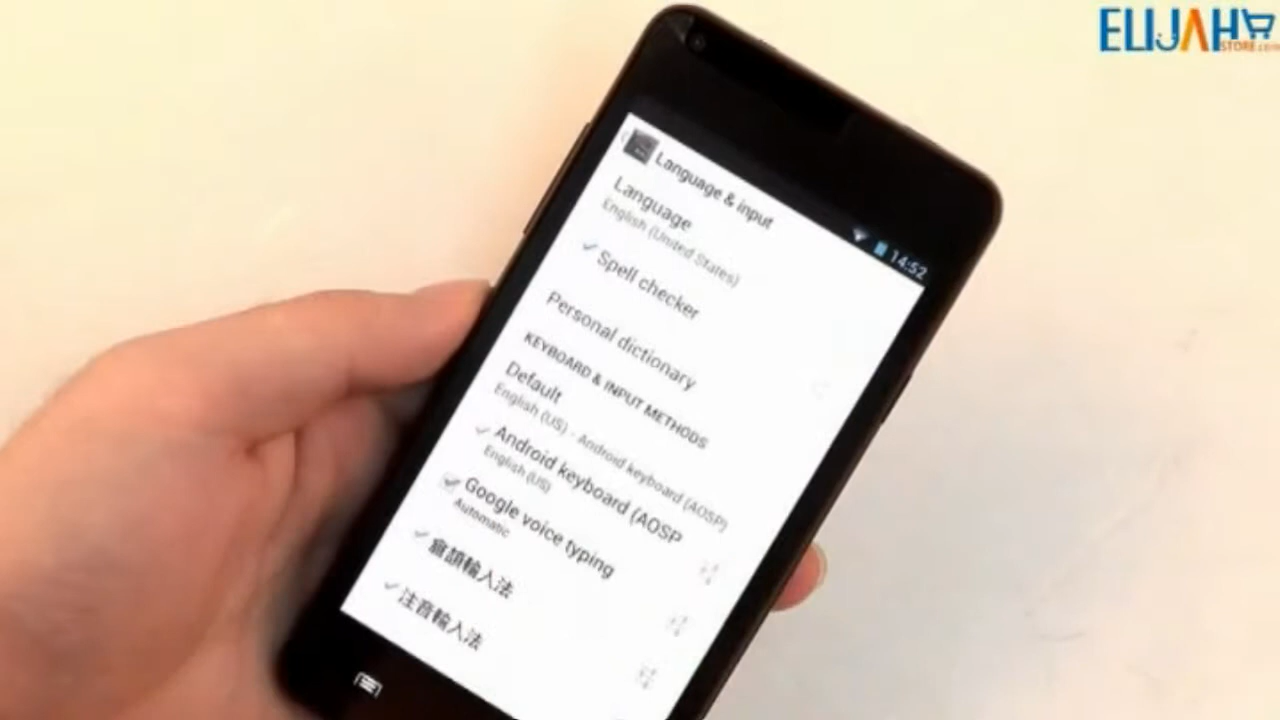 ELIJAH
STORE.com
14:52
Language & input
Language
English (United States)
Spell checker
Personal dictionary
KEYBOARD & INPUT METHODS
Default
English (US) - Android keyboard (AOSP)
Android keyboard (AOSP
English (US)
Google voice typing
Automatic
倉頡輸入法
注音輸入法